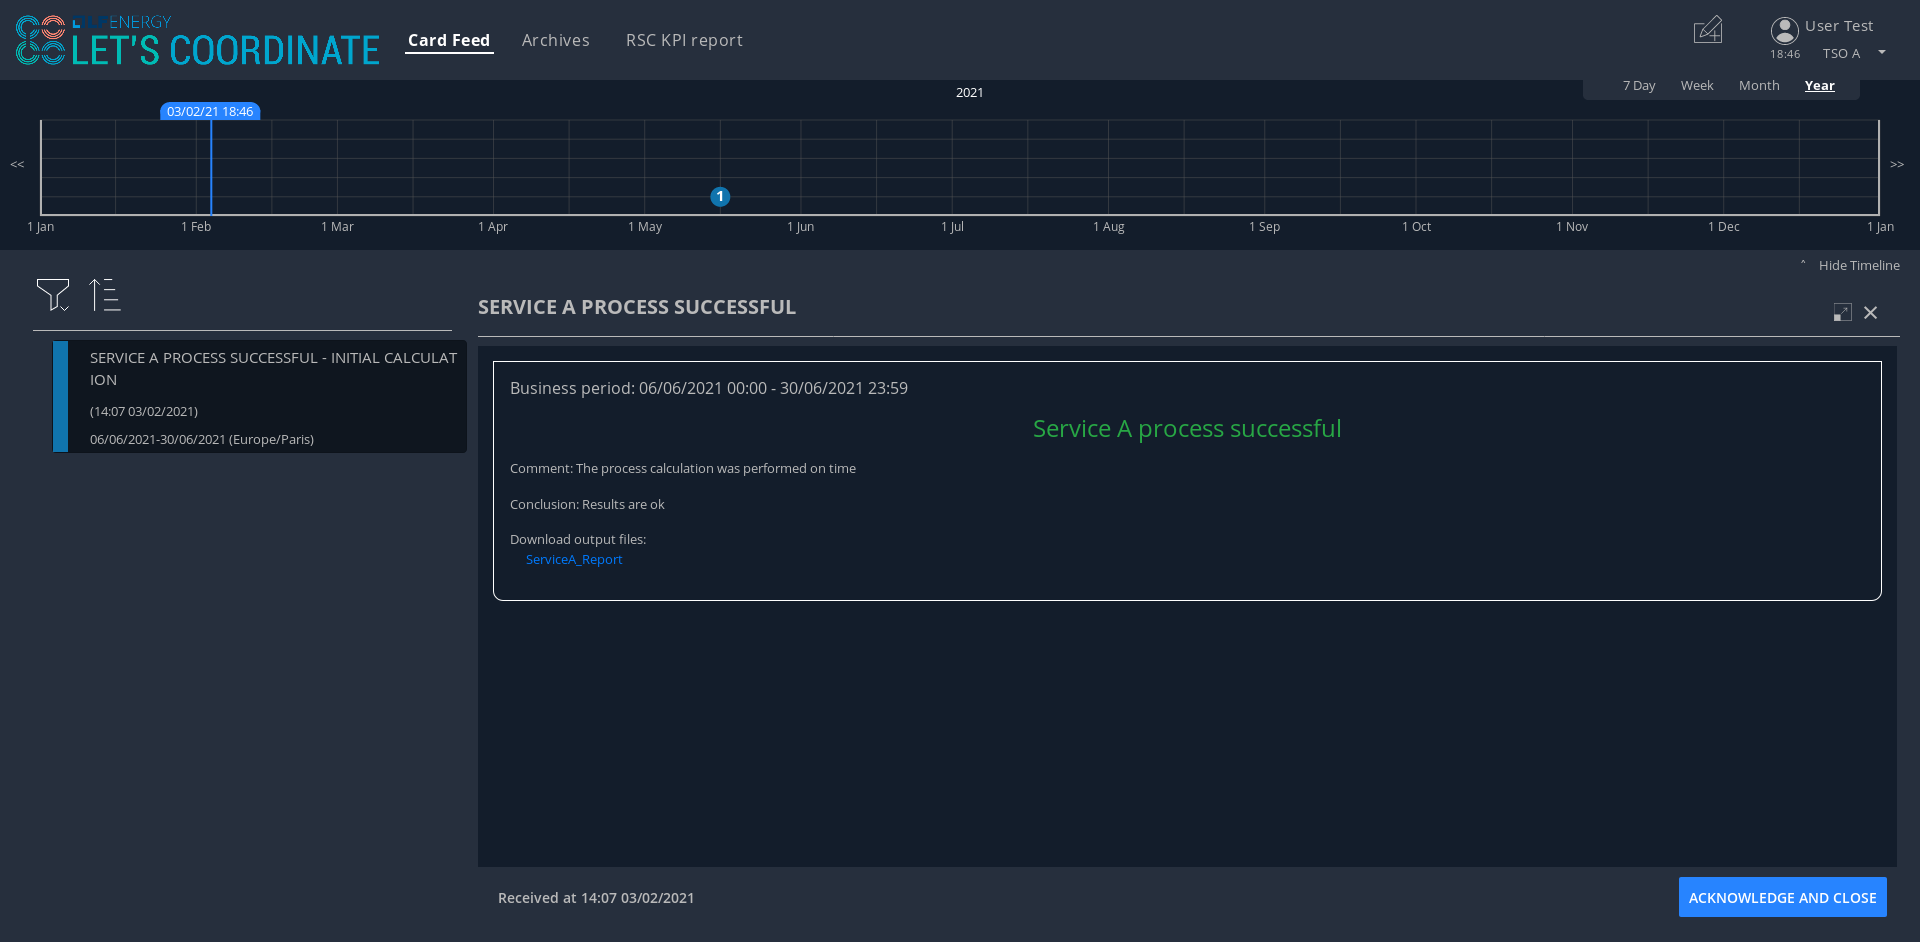 ENERGY
LET'S COORDINATE
Card Feed
Archives
RSC KPI report
User Test
18:46
TSO A
7 Day
Week
Month
Year
2021
03/02/21 18:46
<<
>>
1
1 Jan
1 Feb
1 Mar
1 Apr
1 May
1 Jun
1 Jul
1 Aug
1 Sep
1 Oct
1 Nov
1 Dec
1 Jan
Hide Timeline
SERVICE A PROCESS SUCCESSFUL - INITIAL CALCULAT
ION
(14:07 03/02/2021)
06/06/2021-30/06/2021 (Europe/Paris)
SERVICE A PROCESS SUCCESSFUL
Business period: 06/06/2021 00:00 - 30/06/2021 23:59
Service A process successful
Comment: The process calculation was performed on time
Conclusion: Results are ok
Download output files:
ServiceA_Report
Received at 14:07 03/02/2021
ACKNOWLEDGE AND CLOSE